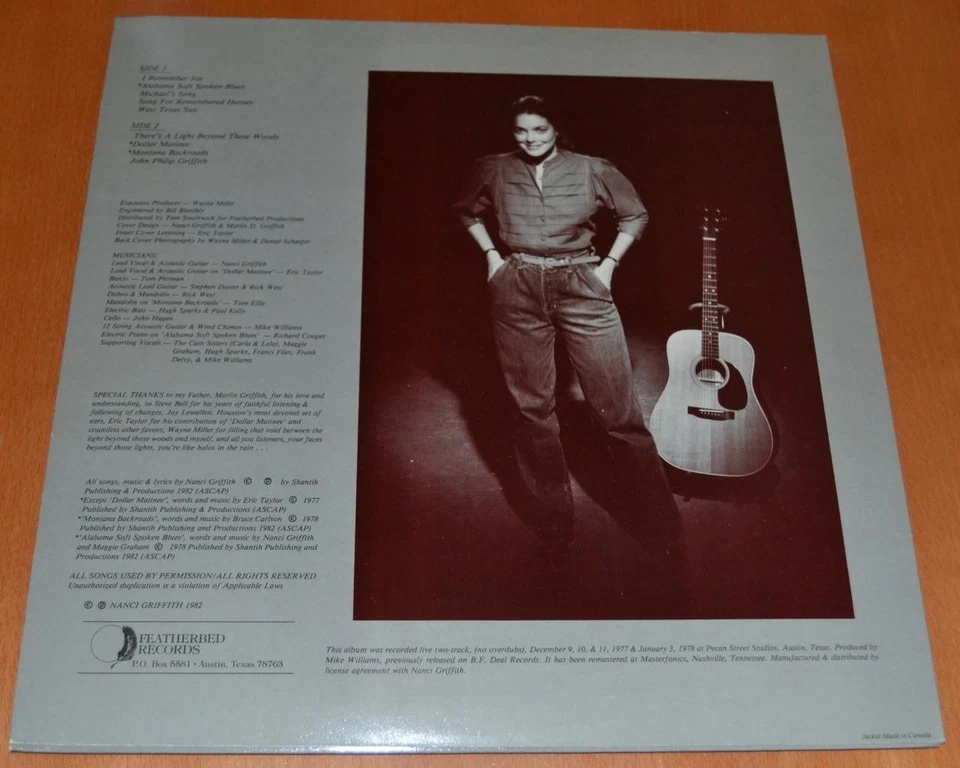 SIDE 1
I Remember Joe
*Alabama Soft Spoken Blues
Michael's Song
Song For Remembered Heroes
West Texas Sun
SIDE 2
There's A Light Beyond These Woods
*Dollar Matinee
*Montana Backroads
John Philip Griffith
Executive Producer — Wayne Miller
Engineered by Bill
Distributed by Tom Southwick for Featherbed Productions
Cover Design — Nanci Griffith & Marlin D. Griffith
Front Cover Lettering — Eric Taylor
Back Cover Photography by Wayne Miller & Daniel Schaefer
MUSICIANS:
Lead Vocal & Acoustic Guitar — Nanci Griffith
Lead Vocal & Acoustic Guitar on 'Dollar Matinee' — Eric Taylor
Banjo — Tom Pittman
Acoustic Lead Guitar — Stephen Doster & Rick West
Dobro & Mandolin — Rick West
Mandolin on 'Montana Backroads' — Tom Ellis
Electric Bass — Hugh Sparks & Paul Kelly
Cello — John Hagen
12 String Acoustic Guitar & Wind Chimes — Mike Williams
Electric Piano on 'Alabama Soft Spoken Blues' — Richard Cooper
Supporting Vocals — The Cain Sisters (Carla & Lela), Maggie
Graham, Hugh Sparks, Franci Files, Frank
& Mike Williams
SPECIAL THANKS to my Father, Marlin Griffith, for his love and
understanding, to Steve Bell for his years of faithful listening &
following of changes, Jay Lewallen, Houston's most devoted set of
ears, Eric Taylor for his contribution of 'Dollar Matinee' and
countless other favors, Wayne Miller for filling that void between the
light beyond those woods and myself, and all you listeners, your faces
beyond those lights, you're like halos in the rain . . .
All songs, music & lyrics by Nanci Griffith © ℗ by Shantih
Publishing & Productions 1982 (ASCAP)
*Except 'Dollar Matinee', words and music by Eric Taylor © 1977
Published by Shantih Publishing & Productions (ASCAP)
*'Montana Backroads', words and music by Bruce Carlson © 1978
Published by Shantih Publishing and Productions 1982 (ASCAP)
*'Alabama Soft Spoken Blues', words and music by Nanci Griffith
and Maggie Graham © 1978 Published by Shantih Publishing and
Productions 1982 (ASCAP)
ALL SONGS USED BY PERMISSION/ALL RIGHTS RESERVED
Unauthorized duplication is a violation of Applicable Laws
© ℗ NANCI GRIFFITH 1982
FEATHERBED
RECORDS
P.O. Box 5581 • Austin, Texas 78763
This album was recorded live two-track, (no overdubs), December 9, 10, & 11, 1977 & January 3, 1978 at Pecan Street Studios, Austin, Texas. Produced by
Mike Williams, previously released on B.F. Deal Records. It has been remastered at Masterfonics, Nashville, Tennessee. Manufactured & distributed by
license agreement with Nanci Griffith.
Jacket Made in Canada